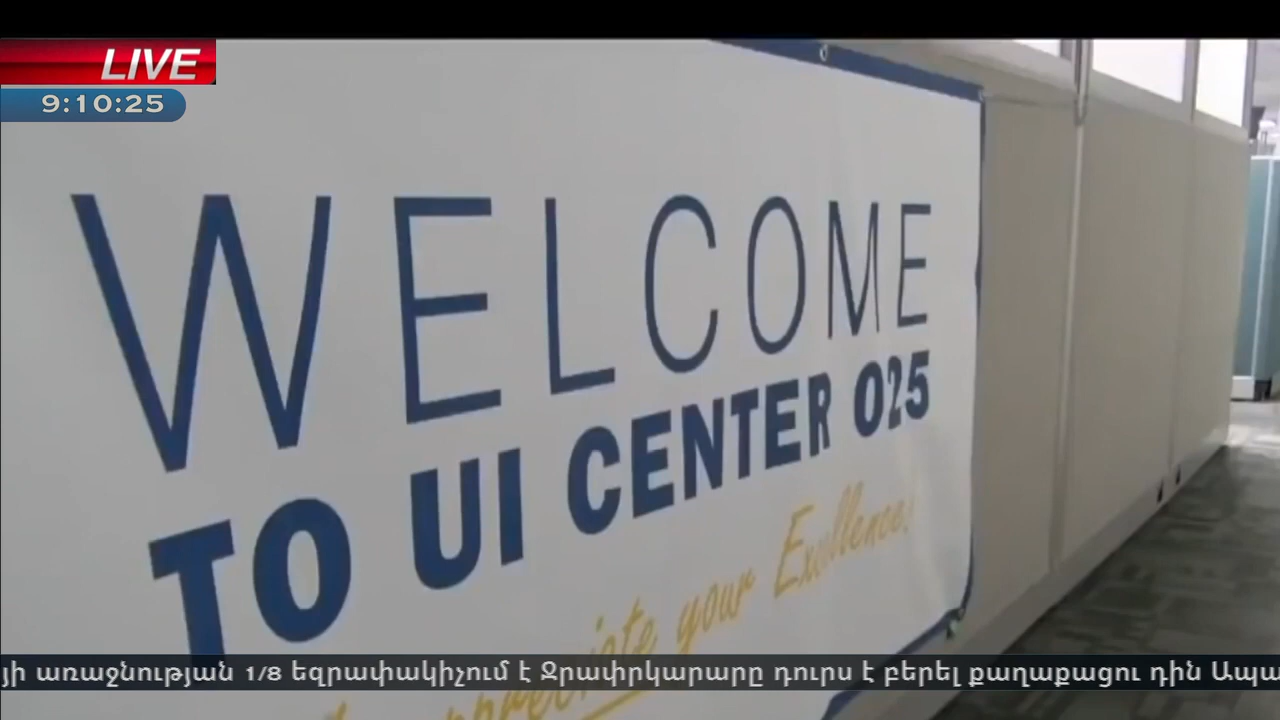 LIVE
9:10:25
WELCOME
TO UI CENTER 025
your Excellence!
յի առաջնության 1/8 եզրափակիչում է Ջրափրկարարը դուրս է բերել քաղաքացու դին Ապա